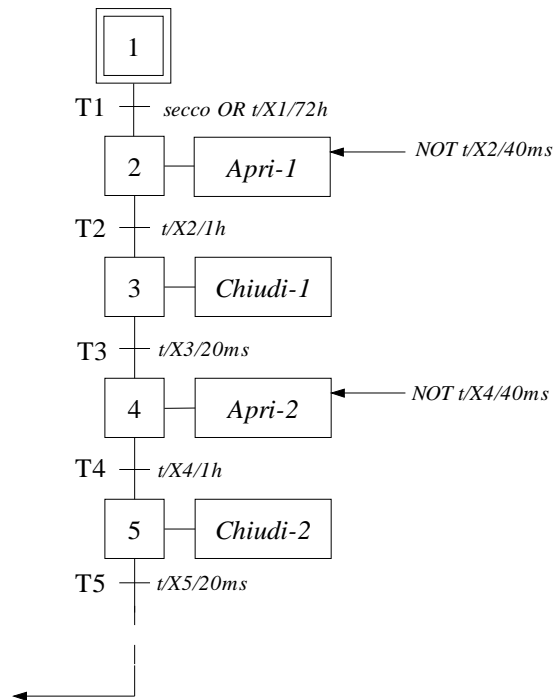 1
T1 secco OR t/X1/72h
2 Apri-1 NOT t/X2/40ms
T2 t/X2/1h
3 Chiudi-1
T3 t/X3/20ms
4 Apri-2 NOT t/X4/40ms
T4 t/X4/1h
5 Chiudi-2
T5 t/X5/20ms